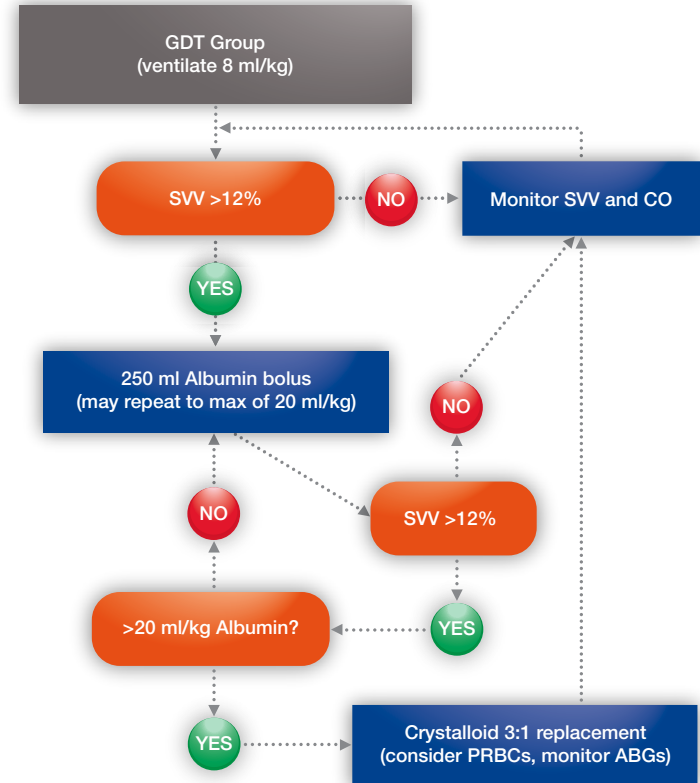 GDT Group
(ventilate 8 ml/kg)
SVV >12%
NO
Monitor SVV and CO
YES
250 ml Albumin bolus
(may repeat to max of 20 ml/kg)
NO
NO
SVV >12%
>20 ml/kg Albumin?
YES
YES
Crystalloid 3:1 replacement
(consider PRBCs, monitor ABGs)